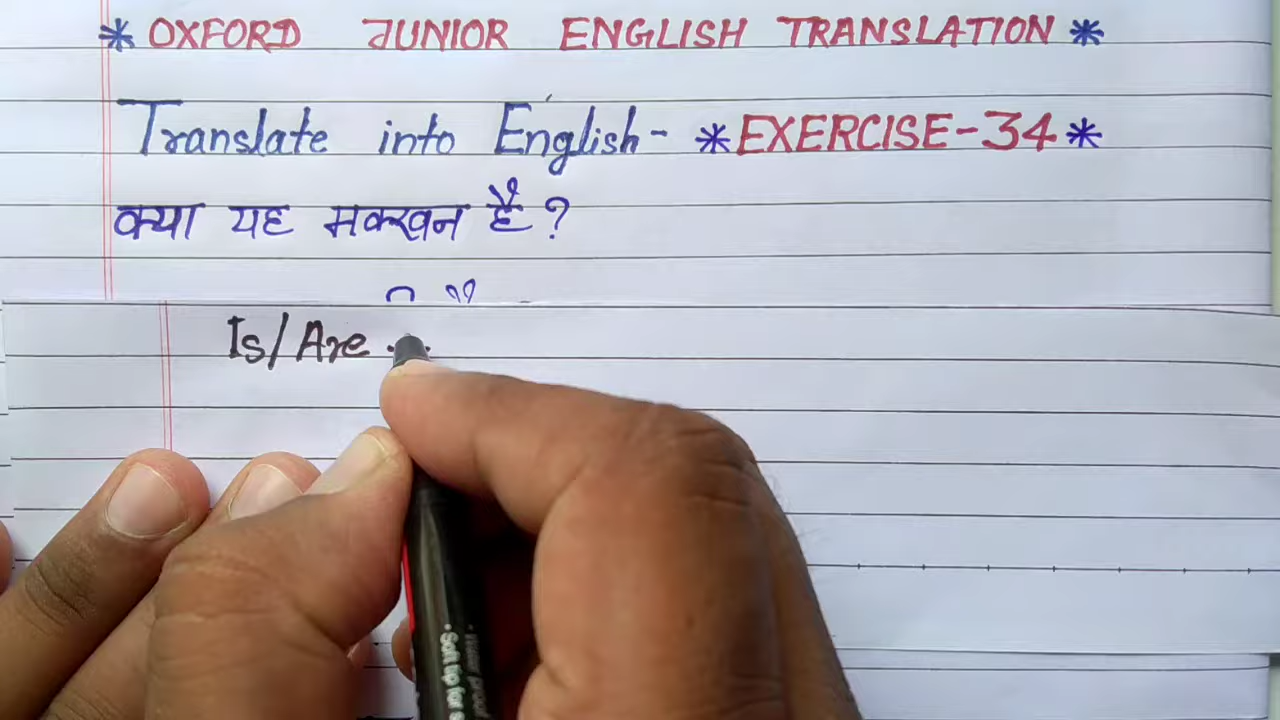 * OXFORD JUNIOR ENGLISH TRANSLATION *
Translate into English- *EXERCISE-34*
क्या यह मक्खन है ?
Is/Are ..